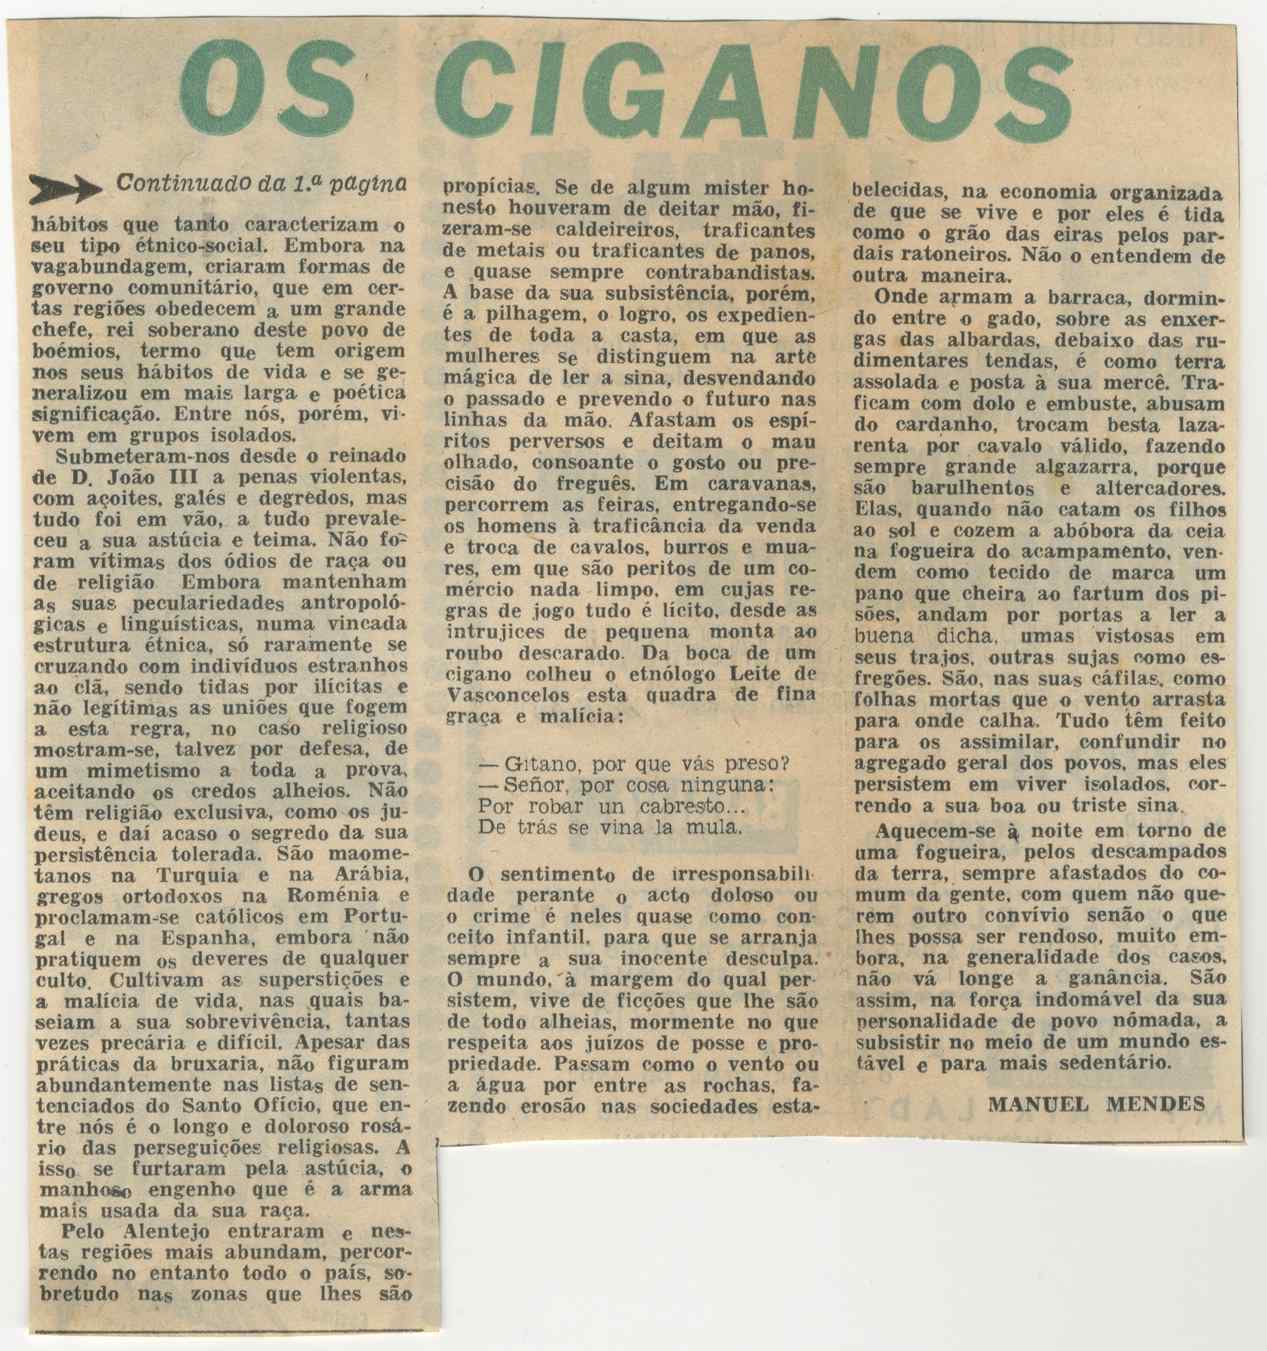 OS CIGANOS
Continuado da 1.ª pagina
hábitos que tanto caracterizam o
seu tipo étnico-social. Embora na
vagabundagem, criaram formas de
governo comunitário, que em cer-
tas regiões obedecem a um grande
chefe, rei soberano deste povo de
boémios, termo que tem origem
nos seus hábitos de vida e se ge-
neralizou em mais larga e poética
significação. Entre nós, porém, vi-
vem em grupos isolados.
Submeteram-nos desde o reinado
de D. João III a penas violentas,
com açoites, galés e degredos, mas
tudo foi em vão, a tudo prevale-
ceu a sua astúcia e teima. Não fo-
ram vítimas dos ódios de raça ou
de religião Embora mantenham
as suas peculariedades antropoló-
gicas e linguísticas, numa vincada
estrutura étnica, só raramente se
cruzando com indivíduos estranhos
ao clã, sendo tidas por ilícitas e
não legítimas as uniões que fogem
a esta regra, no caso religioso
mostram-se, talvez por defesa, de
um mimetismo a toda a prova,
aceitando os credos alheios. Não
têm religião exclusiva, como os ju-
deus, e daí acaso o segredo da sua
persistência tolerada. São maome-
tanos na Turquia e na Arábia,
gregos ortodoxos na Roménia e
proclamam-se católicos em Portu-
gal e na Espanha, embora não
pratiquem os deveres de qualquer
culto. Cultivam as superstições e
a malícia de vida, nas quais ba-
seiam a sua sobrevivência, tantas
vezes precária e difícil. Apesar das
práticas da bruxaria, não figuram
abundantemente nas listas de sen-
tenciados do Santo Ofício, que en-
tre nós é o longo e doloroso rosá-
rio das perseguições religiosas. A
isso se furtaram pela astúcia, o
manhoso engenho que é a arma
mais usada da sua raça.
Pelo Alentejo entraram e nes-
tas regiões mais abundam, percor-
rendo no entanto todo o país, so-
bretudo nas zonas que lhes são
propícias. Se de algum mister ho-
nesto houveram de deitar mão, fi-
zeram-se caldeireiros, traficantes
de metais ou traficantes de panos,
e quase sempre contrabandistas.
A base da sua subsistência, porém,
é a pilhagem, o logro, os expedien-
tes de toda a casta, em que as
mulheres se distinguem na arte
mágica de ler a sina, desvendando
o passado e prevendo o futuro nas
linhas da mão. Afastam os espí-
ritos perversos e deitam o mau
olhado, consoante o gosto ou pre-
cisão do freguês. Em caravanas,
percorrem as feiras, entregando-se
os homens à traficância da venda
e troca de cavalos, burros e mua-
res, em que são peritos de um co-
mércio nada limpo, em cujas re-
gras de jogo tudo é lícito, desde as
intrujices de pequena monta ao
roubo descarado. Da boca de um
cigano colheu o etnólogo Leite de
Vasconcelos esta quadra de fina
graça e malícia:
— Gitano, por que vás preso?
— Señor, por cosa ninguna:
Por robar un cabresto...
De trás se vina la mula.
O sentimento de irresponsabili-
dade perante o acto doloso ou
o crime é neles quase como con-
ceito infantil, para que se arranja
sempre a sua inocente desculpa.
O mundo, à margem do qual per-
sistem, vive de ficções que lhe são
de todo alheias, mormente no que
respeita aos juízos de posse e pro-
priedade. Passam como o vento ou
a água por entre as rochas, fa-
zendo erosão nas sociedades esta-
belecidas, na economia organizada
de que se vive e por eles é tida
como o grão das eiras pelos par-
dais ratoneiros. Não o entendem de
outra maneira.
Onde armam a barraca, dormin-
do entre o gado, sobre as enxer-
gas das albardas, debaixo das ru-
dimentares tendas, é como terra
assolada e posta à sua mercê. Tra-
ficam com dolo e embuste, abusam
do cardanho, trocam besta laza-
renta por cavalo válido, fazendo
sempre grande algazarra, porque
são barulhentos e altercadores.
Elas, quando não catam os filhos
ao sol e cozem a abóbora da ceia
na fogueira do acampamento, ven-
dem como tecido de marca um
pano que cheira ao fartum dos pi-
sões, andam por portas a ler a
buena dicha, umas vistosas em
seus trajos, outras sujas como es-
fregões. São, nas suas cáfilas, como
folhas mortas que o vento arrasta
para onde calha. Tudo têm feito
para os assimilar, confundir no
agregado geral dos povos, mas eles
persistem em viver isolados, cor-
rendo a sua boa ou triste sina.
Aquecem-se à noite em torno de
uma fogueira, pelos descampados
da terra, sempre afastados do co-
mum da gente, com quem não que-
rem outro convívio senão o que
lhes possa ser rendoso, muito em-
bora, na generalidade dos casos,
não vá longe a ganância. São
assim, na força indomável da sua
personalidade de povo nómada, a
subsistir no meio de um mundo es-
tável e para mais sedentário.
MANUEL MENDES